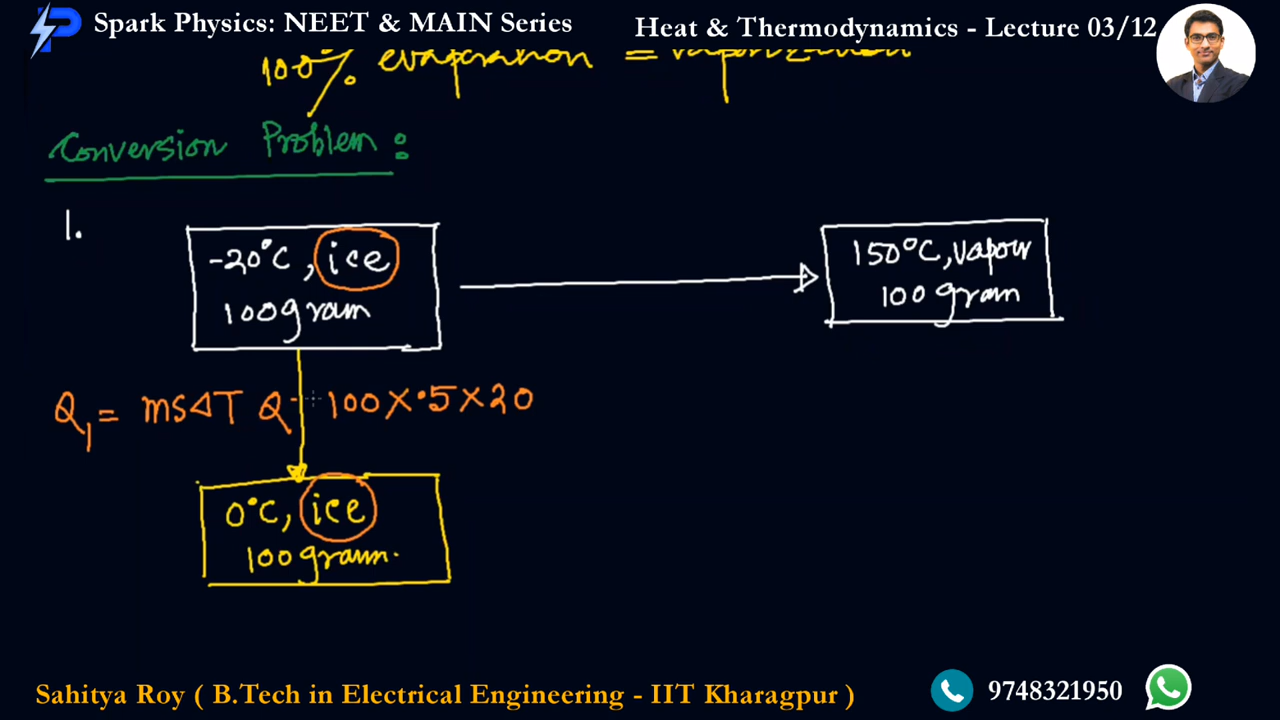 Spark Physics: NEET & MAIN Series
Heat & Thermodynamics - Lecture 03/12
100% evaporation = vaporization
Conversion Problem :
1.
-20°C, ice
100gram
150°C, vapour
100 gram
Q₁ = msΔT Q = 100 X .5 X 20
0°C, ice
100 gram.
Sahitya Roy ( B.Tech in Electrical Engineering - IIT Kharagpur )
9748321950